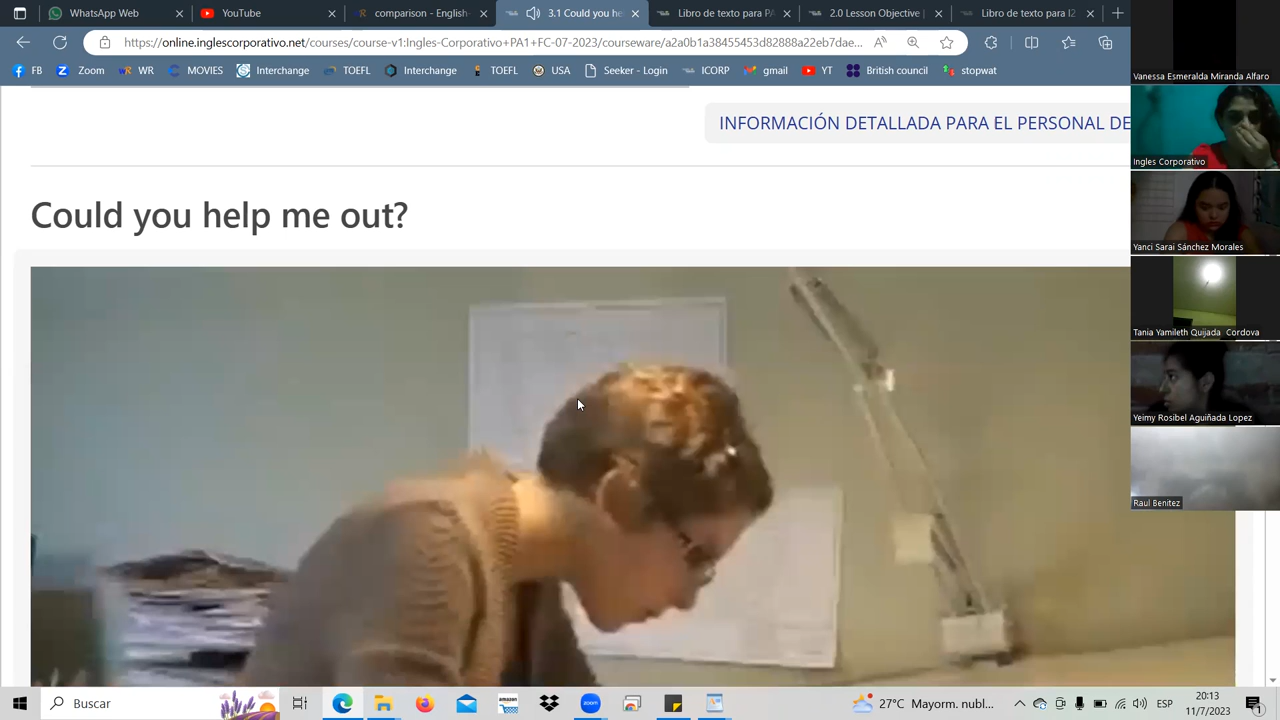 WhatsApp Web
YouTube
comparison - English-
3.1 Could you he
Libro de texto para PA
2.0 Lesson Objective |
Libro de texto para I2
https://online.inglescorporativo.net/courses/course-v1:Ingles-Corporativo+PA1+FC-07-2023/courseware/a2a0b1a38455453d82888a22eb7dae...
FB
Zoom
WR
MOVIES
Interchange
TOEFL
Interchange
TOEFL
USA
Seeker - Login
ICORP
gmail
YT
British council
stopwat
INFORMACIÓN DETALLADA PARA EL PERSONAL DE
Could you help me out?
Vanessa Esmeralda Miranda Alfaro
Ingles Corporativo
Yanci Sarai Sánchez Morales
Tania Yamileth Quijada Cordova
Yeimy Rosibel Aguiñada Lopez
Raul Benitez
Buscar
amazon
zoom
27°C Mayorm. nubl...
ESP
20:13
11/7/2023
1